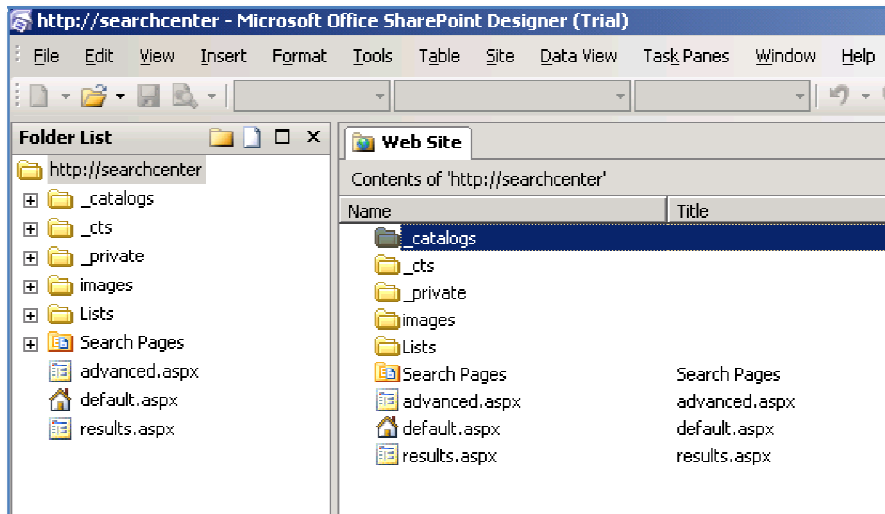 http://searchcenter - Microsoft Office SharePoint Designer (Trial)
File Edit View Insert Format Tools Table Site Data View Task Panes Window Help
Folder List
http://searchcenter
_catalogs
_cts
_private
images
Lists
Search Pages
advanced.aspx
default.aspx
results.aspx
Web Site
Contents of 'http://searchcenter'
Name Title
_catalogs
_cts
_private
images
Lists
Search Pages Search Pages
advanced.aspx advanced.aspx
default.aspx default.aspx
results.aspx results.aspx